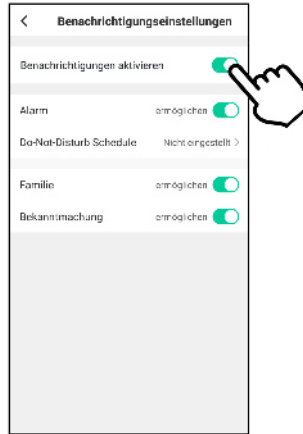 Benachrichtigungseinstellungen
Benachrichtigungen aktivieren
Alarm ermöglichen
Do-Not-Disturb Schedule Nicht eingestellt >
Familie ermöglichen
Bekanntmachung ermöglichen